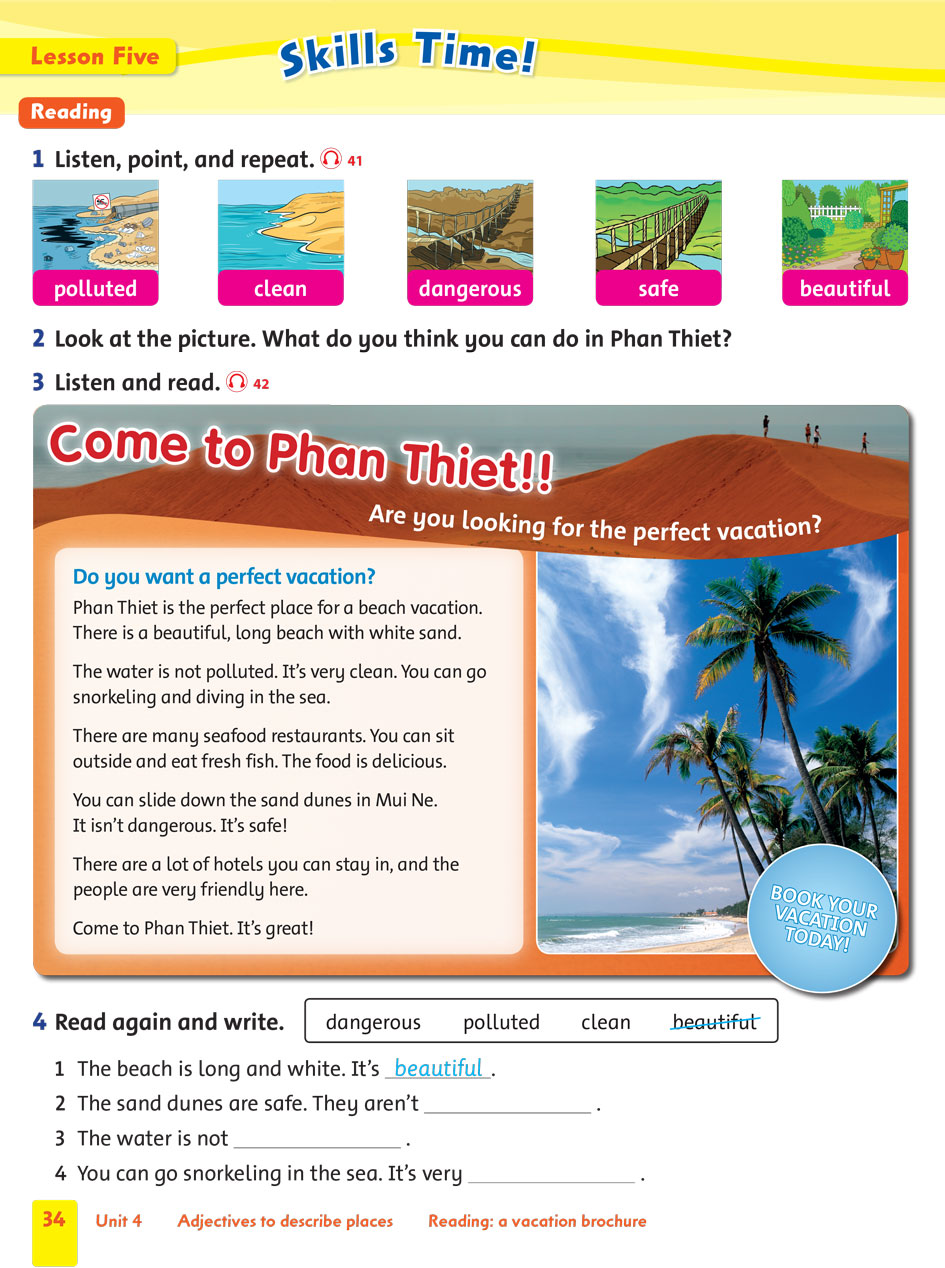 Lesson Five
Skills Time!
Reading
1 Listen, point, and repeat. 41
polluted
clean
dangerous
safe
beautiful
2 Look at the picture. What do you think you can do in Phan Thiet?
3 Listen and read. 42
Come to Phan Thiet!!
Are you looking for the perfect vacation?
Do you want a perfect vacation?
Phan Thiet is the perfect place for a beach vacation.
There is a beautiful, long beach with white sand.
The water is not polluted. It's very clean. You can go
snorkeling and diving in the sea.
There are many seafood restaurants. You can sit
outside and eat fresh fish. The food is delicious.
You can slide down the sand dunes in Mui Ne.
It isn't dangerous. It's safe!
There are a lot of hotels you can stay in, and the
people are very friendly here.
Come to Phan Thiet. It's great!
BOOK YOUR
VACATION
TODAY!
4 Read again and write.
dangerous polluted clean beautiful
1 The beach is long and white. It's beautiful.
2 The sand dunes are safe. They aren't ______ .
3 The water is not ______ .
4 You can go snorkeling in the sea. It's very ______ .
34 Unit 4 Adjectives to describe places Reading: a vacation brochure